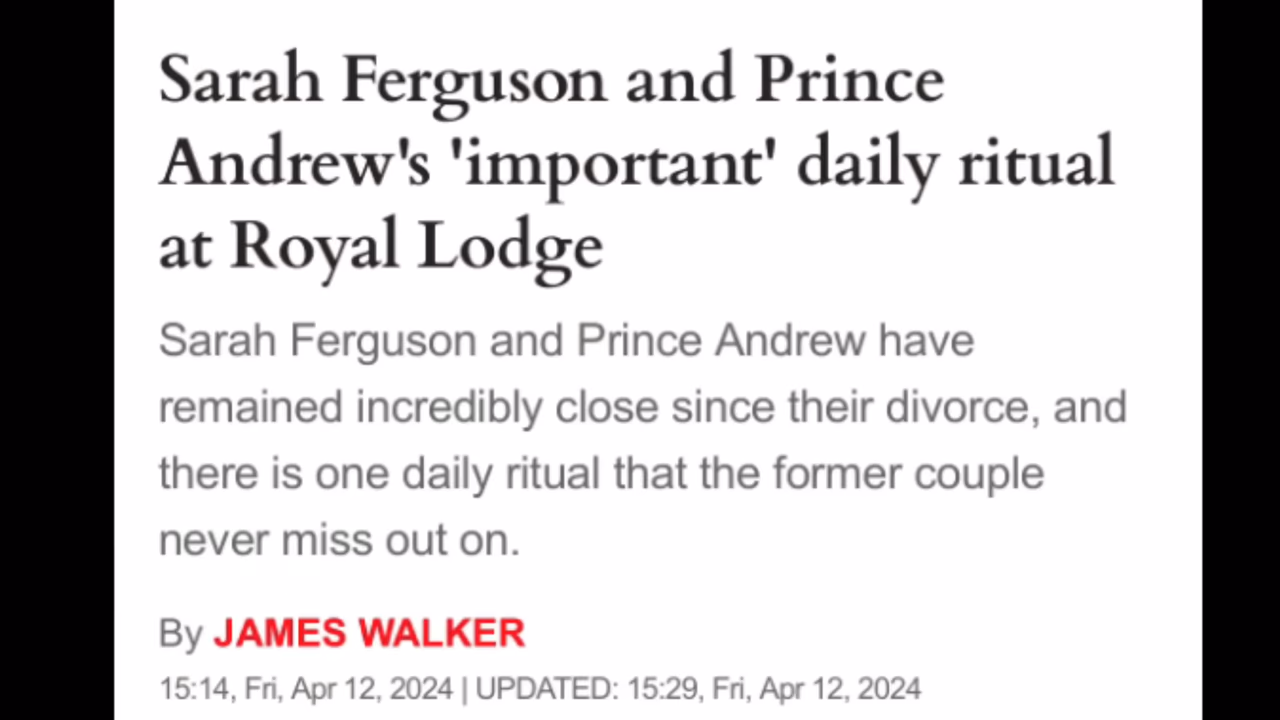 Sarah Ferguson and Prince
Andrew's 'important' daily ritual
at Royal Lodge
Sarah Ferguson and Prince Andrew have
remained incredibly close since their divorce, and
there is one daily ritual that the former couple
never miss out on.
By JAMES WALKER
15:14, Fri, Apr 12, 2024 | UPDATED: 15:29, Fri, Apr 12, 2024